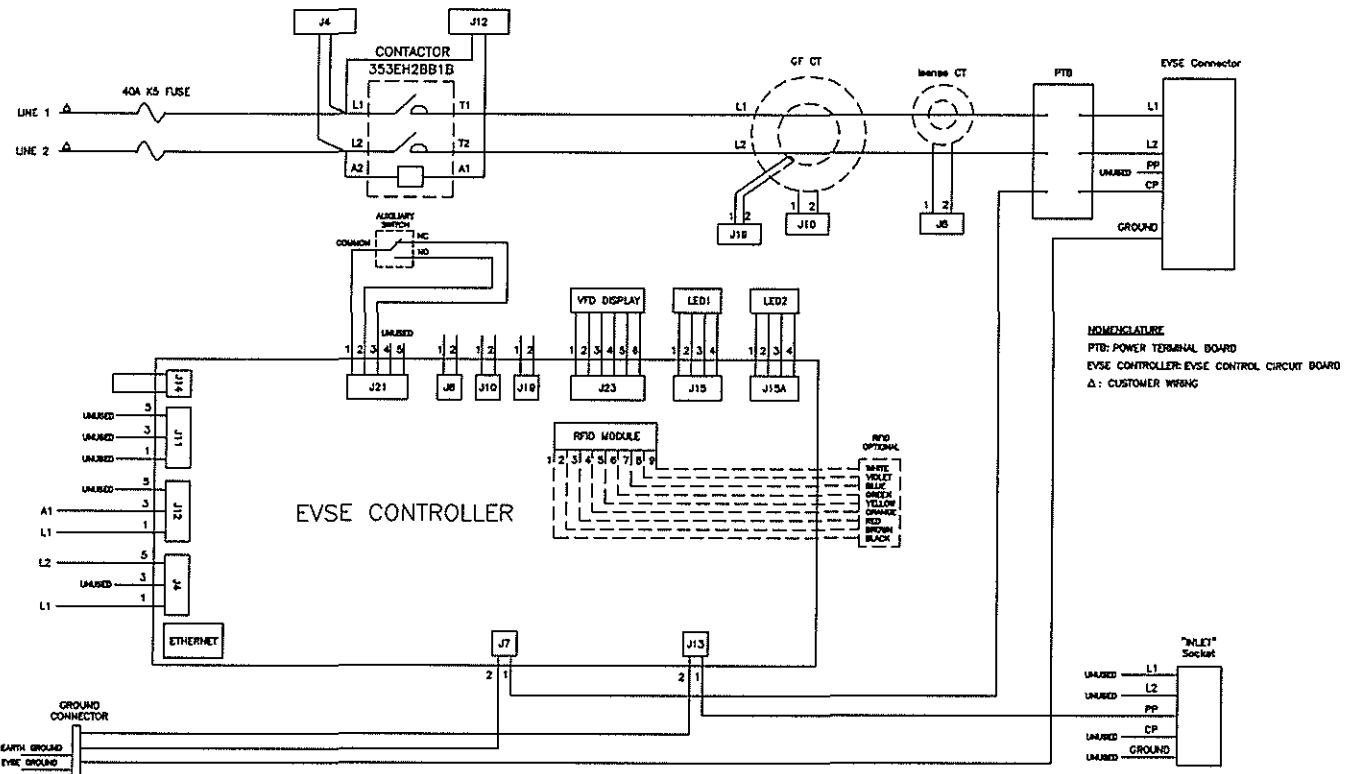 J4
J12
CONTACTOR
353EH2BB1B
GF CT
Isense CT
PTB
EVSE Connector
40A K5 FUSE
LINE 1 Δ
L1
T1
L1
L1
LINE 2 Δ
L2
T2
L2
L2
A2
A1
UNUSED PP
CP
1 2
1 2
1 2
J19
J10
J6
GROUND
AUXILIARY
SWITCH
COMMON
NC
NO
UNUSED
VFD DISPLAY
LED1
LED2
1 2 3 4 5
1 2
1 2
1 2
1 2 3 4 5 6
1 2 3 4
1 2 3 4
J21
J6
J10
J19
J23
J15
J15A
NOMENCLATURE
PTB: POWER TERMINAL BOARD
EVSE CONTROLLER: EVSE CONTROL CIRCUIT BOARD
Δ: CUSTOMER WIRING
J14
UNUSED 5
UNUSED 3
UNUSED 1
J11
RFID MODULE
1 2 3 4 5 6 7 8 9
RFID
OPTIONAL
WHITE
VIOLET
BLUE
GREEN
YELLOW
ORANGE
RED
BROWN
BLACK
UNUSED 5
A1 3
L1 1
J12
EVSE CONTROLLER
L2 5
UNUSED 3
L1 1
J4
ETHERNET
J7
2 1
J13
2 1
"INLET"
Socket
UNUSED L1
UNUSED L2
PP
UNUSED CP
UNUSED GROUND
GROUND
CONNECTOR
EARTH GROUND
EVSE GROUND